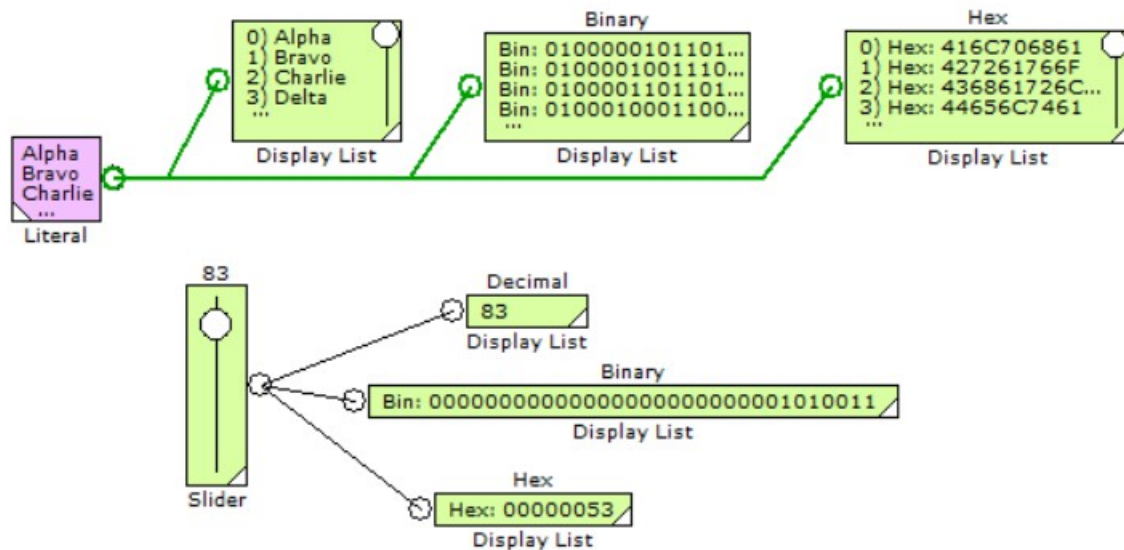 0) Alpha
1) Bravo
2) Charlie
3) Delta
...
Display List
Binary
Bin: 0100000101101...
Bin: 0100001001110...
Bin: 0100001101101...
Bin: 0100010001100...
...
Display List
Hex
0) Hex: 416C706861
1) Hex: 427261766F
2) Hex: 436861726C...
3) Hex: 44656C7461
...
Display List
Alpha
Bravo
Charlie
...
Literal
83
Slider
Decimal
83
Display List
Binary
Bin: 00000000000000000000000001010011
Display List
Hex
Hex: 00000053
Display List